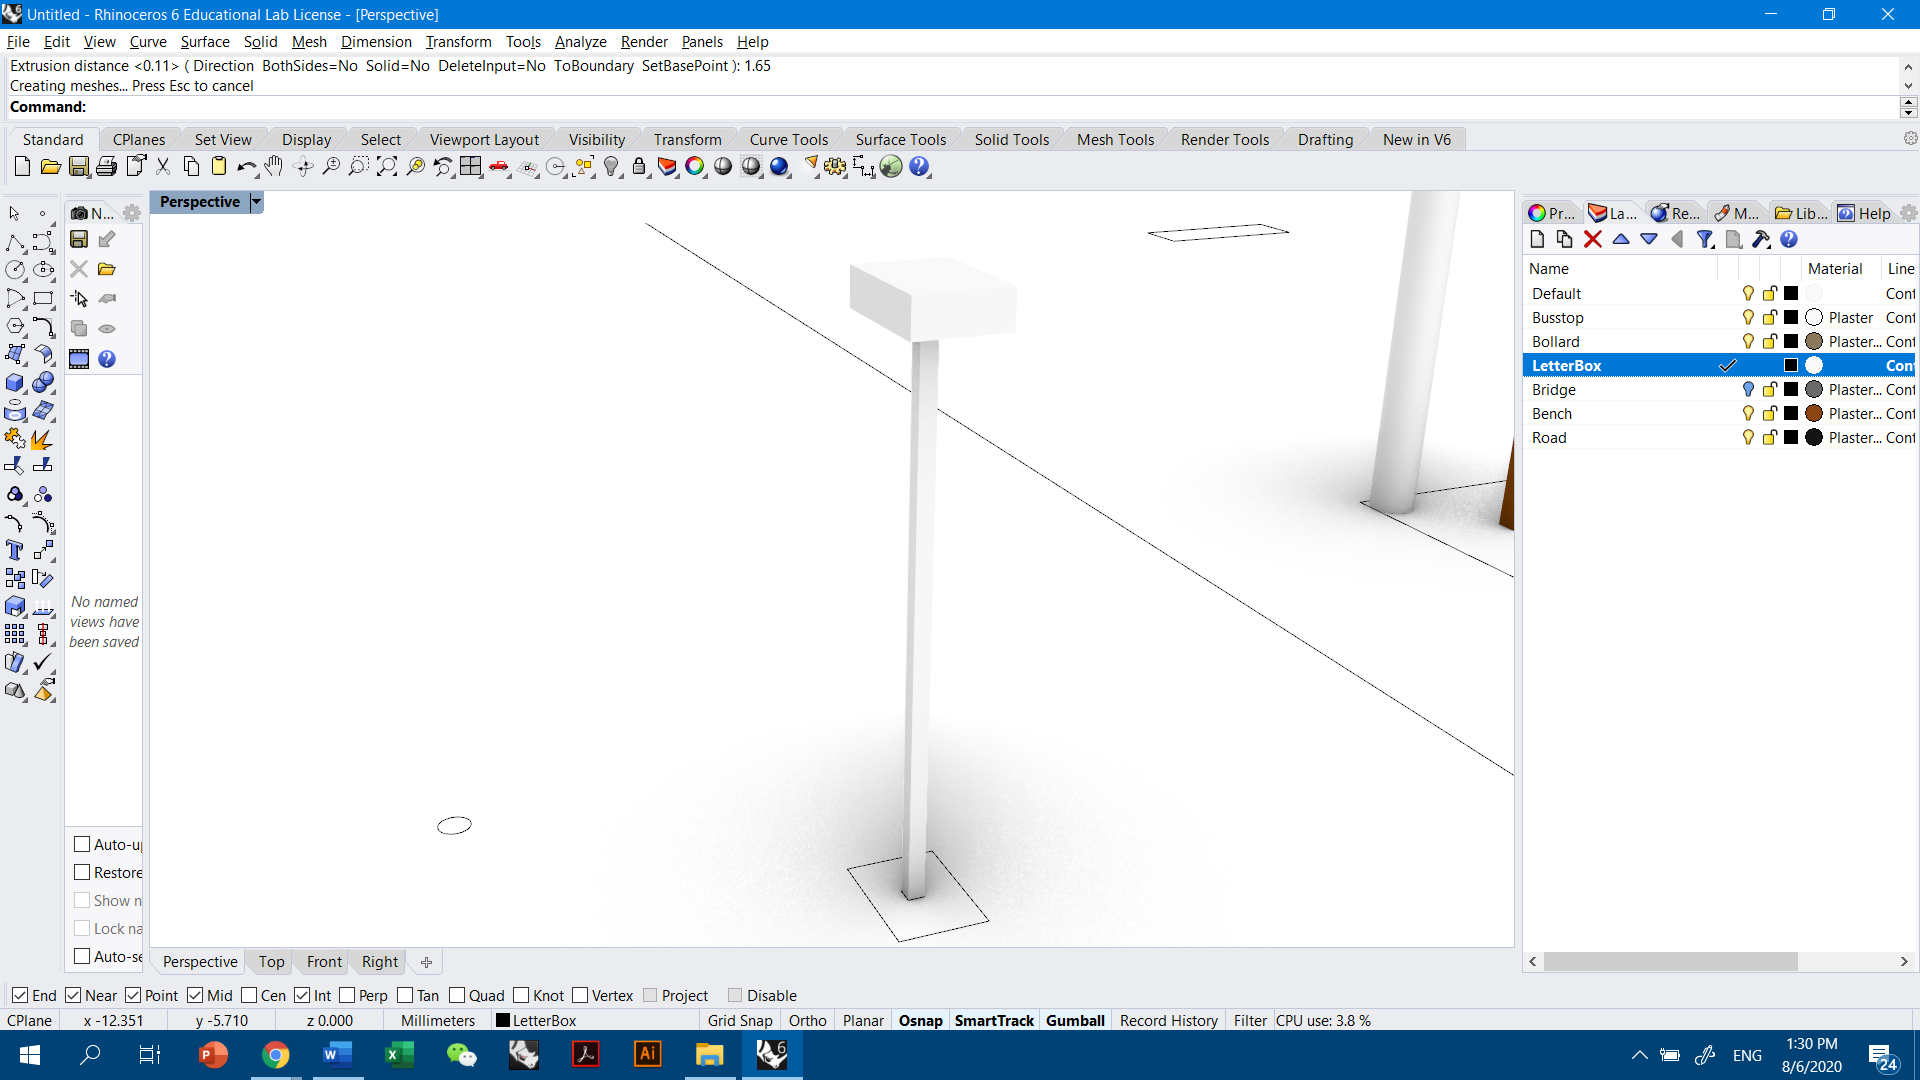 Untitled - Rhinoceros 6 Educational Lab License - [Perspective]
File Edit View Curve Surface Solid Mesh Dimension Transform Tools Analyze Render Panels Help
Extrusion distance <0.11> ( Direction BothSides=No Solid=No DeleteInput=No ToBoundary SetBasePoint ): 1.65
Creating meshes... Press Esc to cancel
Command:
Standard CPlanes Set View Display Select Viewport Layout Visibility Transform Curve Tools Surface Tools Solid Tools Mesh Tools Render Tools Drafting New in V6
N...
Perspective
Pr... La... Re... M... Lib... Help
Name Material Line
Default Cont
Busstop Plaster Cont
Bollard Plaster... Cont
LetterBox Cont
Bridge Plaster... Cont
Bench Plaster... Cont
Road Plaster... Cont
No named
views have
been saved
Auto-u
Restore
Show n
Lock na
Auto-se
Perspective Top Front Right
End Near Point Mid Cen Int Perp Tan Quad Knot Vertex Project Disable
CPlane x -12.351 y -5.710 z 0.000 Millimeters LetterBox Grid Snap Ortho Planar Osnap SmartTrack Gumball Record History Filter CPU use: 3.8 %
ENG
1:30 PM
8/6/2020
24